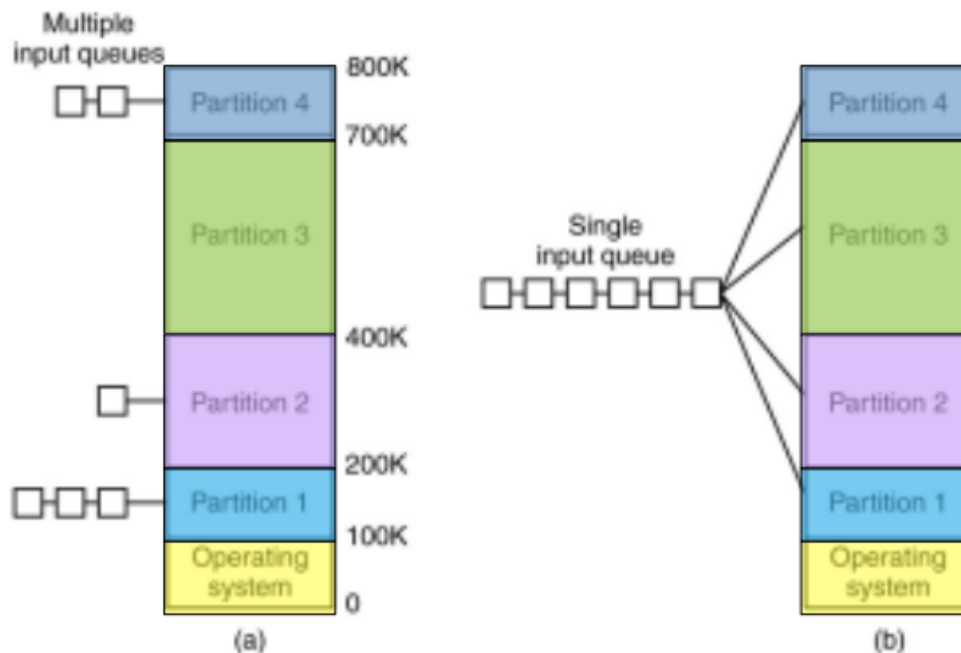 Multiple
input queues
800K
Partition 4
700K
Partition 3
400K
Partition 2
200K
Partition 1
100K
Operating
system
0
(a)
Single
input queue
Partition 4
Partition 3
Partition 2
Partition 1
Operating
system
(b)